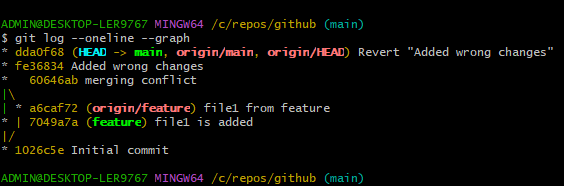 ADMIN@DESKTOP-LER9767 MINGW64 /c/repos/github (main)
$ git log --oneline --graph
* dda0f68 (HEAD -> main, origin/main, origin/HEAD) Revert "Added wrong changes"
* fe36834 Added wrong changes
*   60646ab merging conflict
|\
| * a6caf72 (origin/feature) file1 from feature
* | 7049a7a (feature) file1 is added
|/
* 1026c5e Initial commit
ADMIN@DESKTOP-LER9767 MINGW64 /c/repos/github (main)